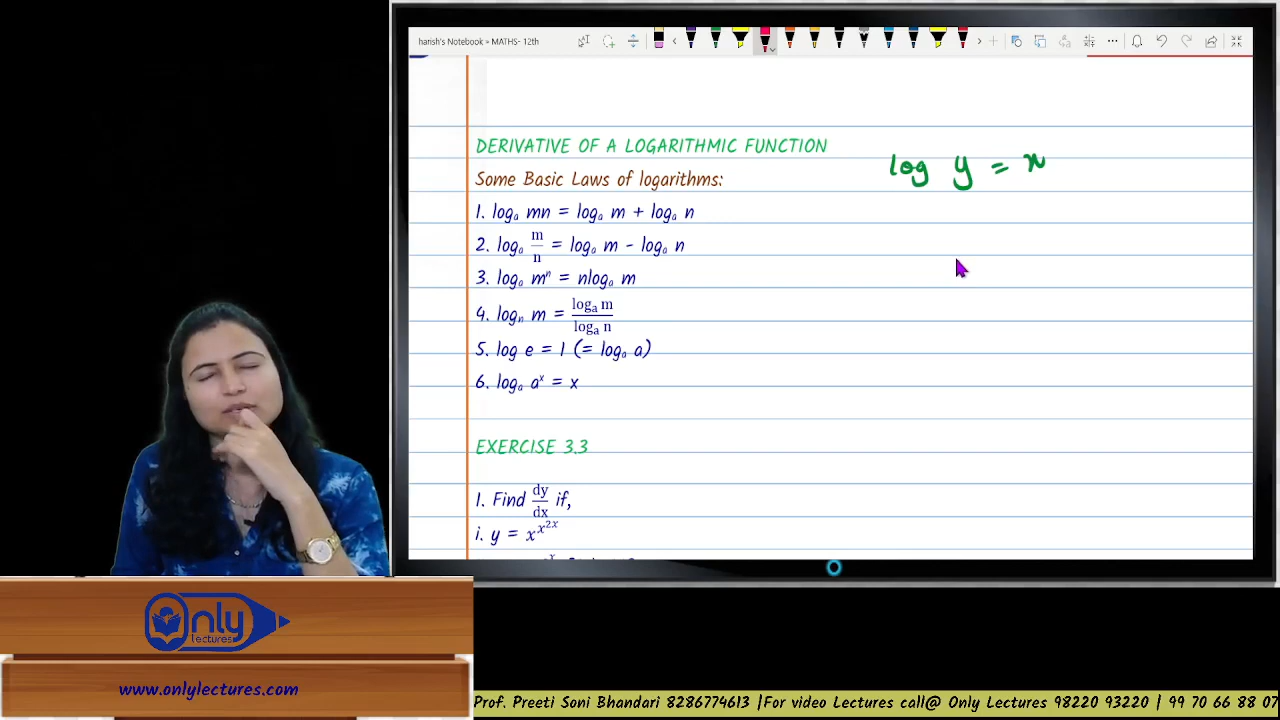 harish's Notebook » MATHS- 12th
DERIVATIVE OF A LOGARITHMIC FUNCTION
log y = x
Some Basic Laws of logarithms:
1. logₐ mn = logₐ m + logₐ n
2. logₐ m/n = logₐ m - logₐ n
3. logₐ mⁿ = nlogₐ m
4. logₙ m = logₐ m/logₐ n
5. log e = 1 (= logₐ a)
6. logₐ aˣ = x
EXERCISE 3.3
1. Find dy/dx if,
i. y = x^x^2x
Only
lectures
www.onlylectures.com
Prof. Preeti Soni Bhandari 8286774613 |For video Lectures call@ Only Lectures 98220 93220 | 99 70 66 88 07